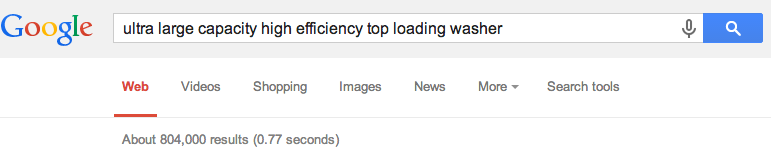 Google ultra large capacity high efficiency top loading washer
Web Videos Shopping Images News More Search tools
About 804,000 results (0.77 seconds)